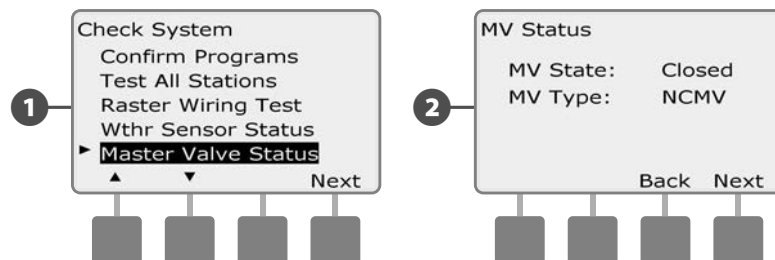 1
Check System
Confirm Programs
Test All Stations
Raster Wiring Test
Wthr Sensor Status
► Master Valve Status
▲ ▼ Next
2
MV Status
MV State: Closed
MV Type: NCMV
Back Next